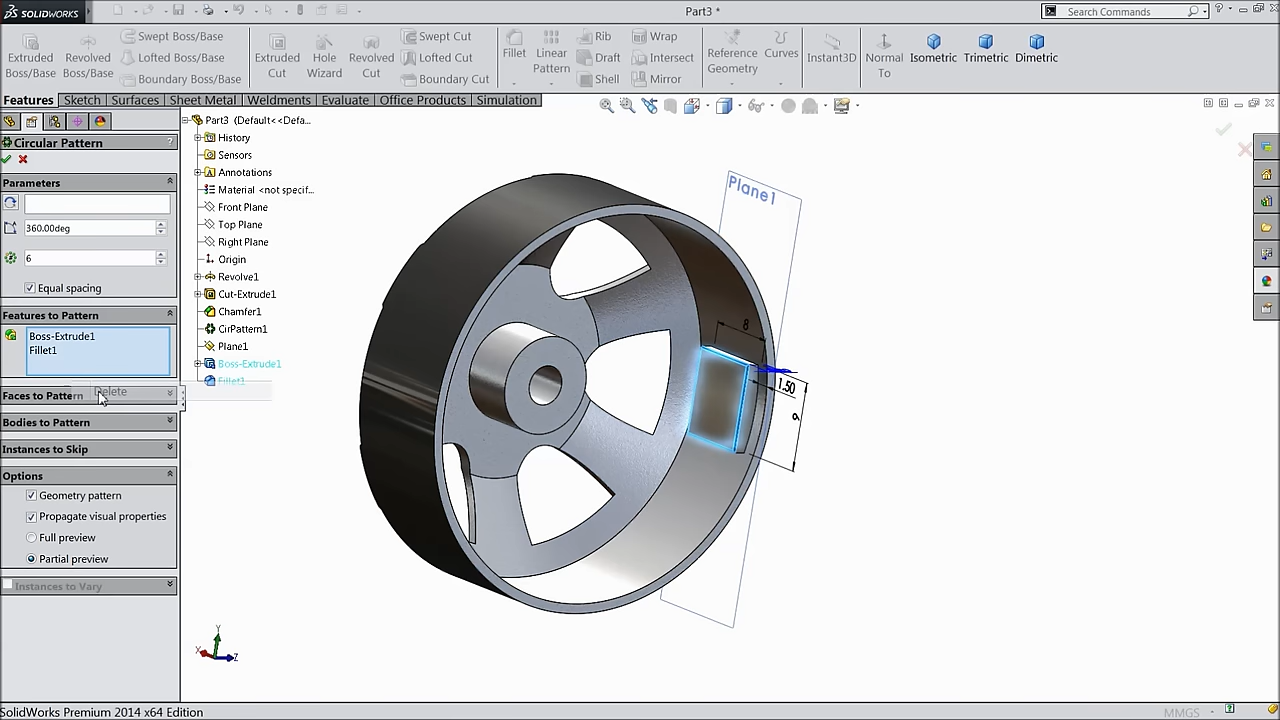 SOLIDWORKS
Part3 *
Search Commands
Extruded Boss/Base
Revolved Boss/Base
Swept Boss/Base
Lofted Boss/Base
Boundary Boss/Base
Extruded Cut
Hole Wizard
Revolved Cut
Swept Cut
Lofted Cut
Boundary Cut
Fillet
Linear Pattern
Rib
Draft
Shell
Wrap
Intersect
Mirror
Reference Geometry
Curves
Instant3D
Normal To
Isometric
Trimetric
Dimetric
Features
Sketch
Surfaces
Sheet Metal
Weldments
Evaluate
Office Products
Simulation
Circular Pattern
?
Parameters
360.00deg
6
Equal spacing
Features to Pattern
Boss-Extrude1
Fillet1
Delete
Faces to Pattern
Bodies to Pattern
Instances to Skip
Options
Geometry pattern
Propagate visual properties
Full preview
Partial preview
Instances to Vary
Part3 (Default<<Defa...
History
Sensors
Annotations
Material <not specif...
Front Plane
Top Plane
Right Plane
Origin
Revolve1
Cut-Extrude1
Chamfer1
CirPattern1
Plane1
Boss-Extrude1
Fillet1
Plane1
8
1.50
9
Y
X
Z
SolidWorks Premium 2014 x64 Edition
MMGS